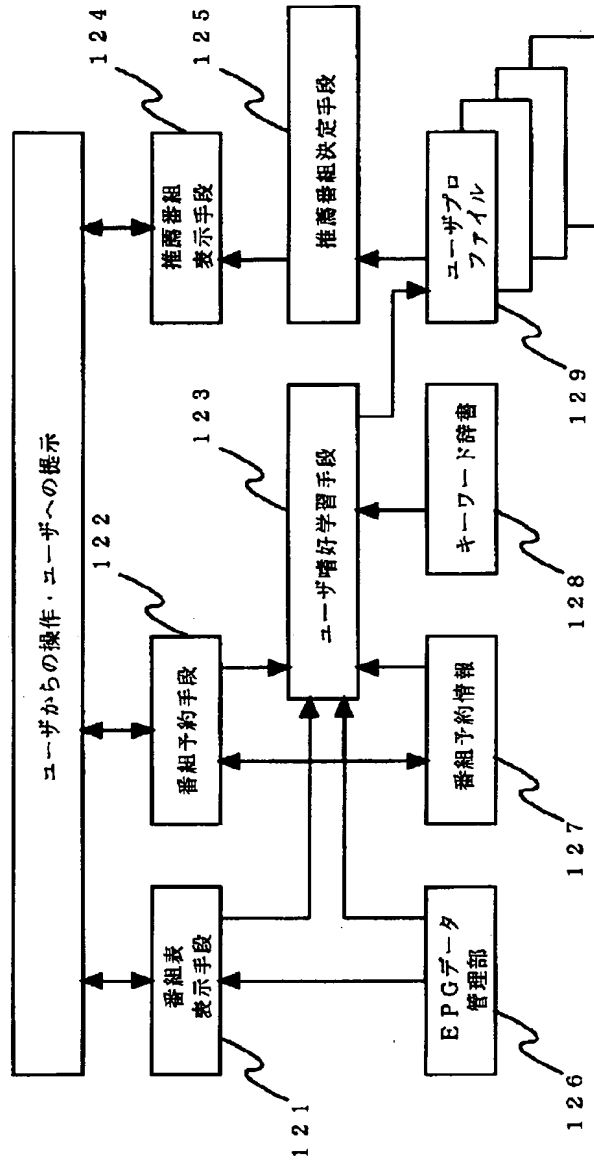 ユーザからの操作・ユーザへの提示
番組表
表示手段
121
番組予約手段
122
推薦番組
表示手段
124
ユーザ嗜好学習手段
123
推薦番組決定手段
125
EPGデータ
管理部
126
番組予約情報
127
キーワード辞書
128
ユーザプロ
ファイル
129